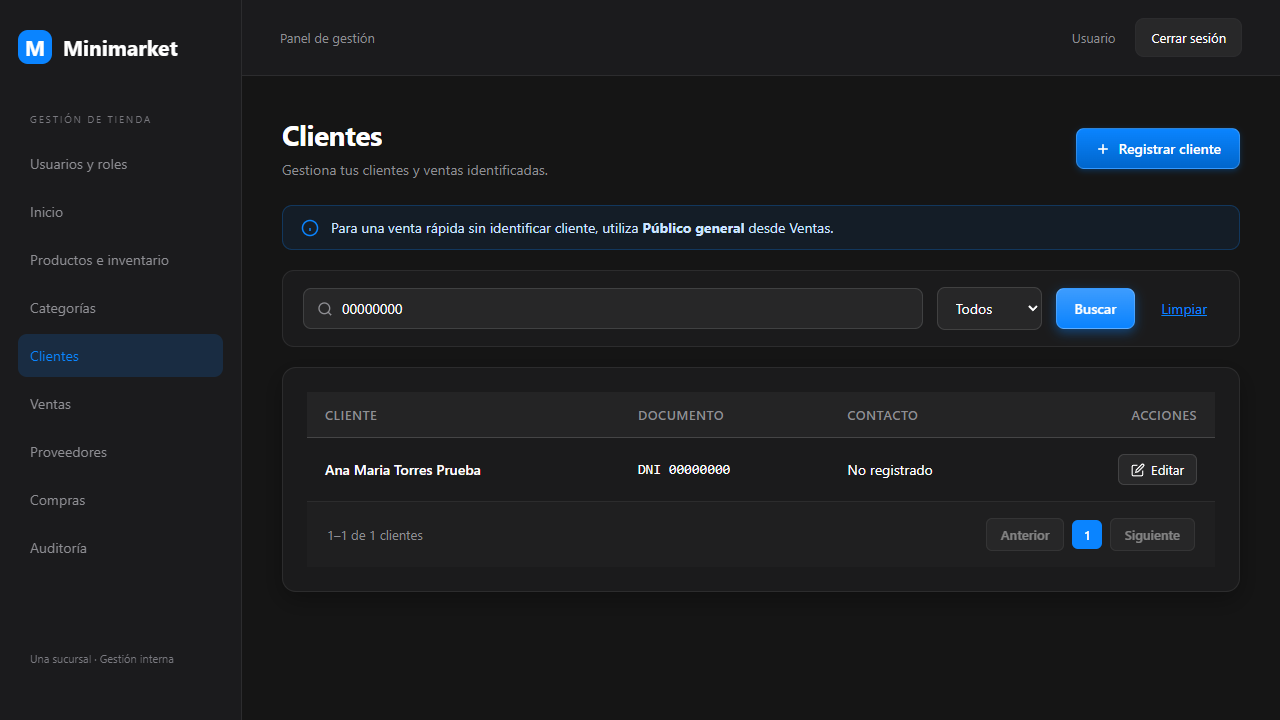 M Minimarket
Panel de gestión
Usuario
Cerrar sesión
GESTIÓN DE TIENDA
Usuarios y roles
Inicio
Productos e inventario
Categorías
Clientes
Ventas
Proveedores
Compras
Auditoría
Una sucursal · Gestión interna
Clientes
Gestiona tus clientes y ventas identificadas.
+ Registrar cliente
Para una venta rápida sin identificar cliente, utiliza Público general desde Ventas.
00000000
Todos
Buscar
Limpiar
CLIENTE DOCUMENTO CONTACTO ACCIONES
Ana Maria Torres Prueba DNI 00000000 No registrado Editar
1–1 de 1 clientes
Anterior 1 Siguiente